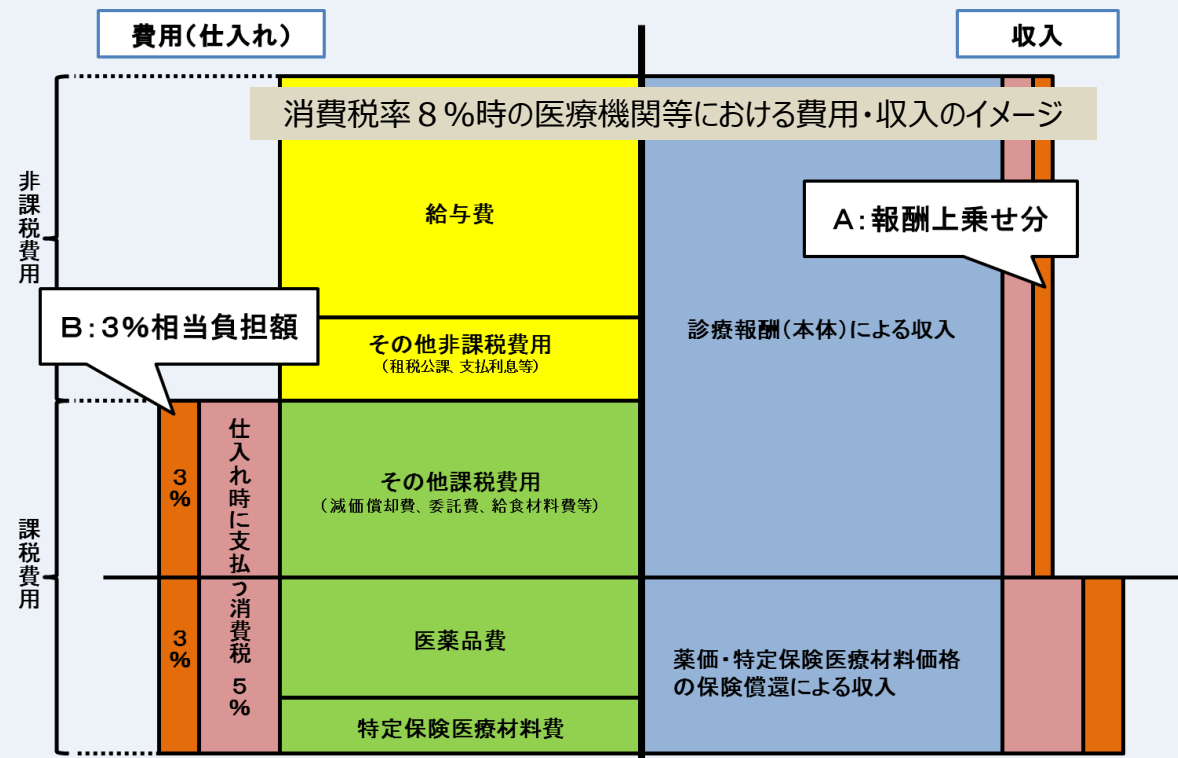 費用(仕入れ)
収入
消費税率8%時の医療機関等における費用・収入のイメージ
非課税費用
給与費
A:報酬上乗せ分
B:3%相当負担額
その他非課税費用
(租税公課、支払利息等)
診療報酬(本体)による収入
課税費用
3%
仕入れ時に支払う消費税 5%
その他課税費用
(減価償却費、委託費、給食材料費等)
3%
医薬品費
薬価・特定保険医療材料価格
の保険償還による収入
特定保険医療材料費